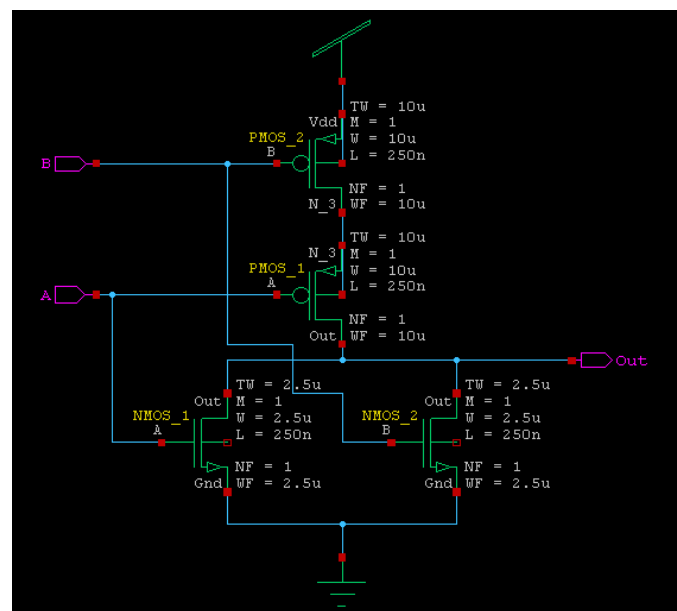 TW = 10u
Vdd M = 1
PMOS_2 W = 10u
B L = 250n
B
NF = 1
N_3 WF = 10u
TW = 10u
N_3 M = 1
PMOS_1 W = 10u
A L = 250n
A
NF = 1
Out WF = 10u
Out
TW = 2.5u
Out M = 1
NMOS_1 W = 2.5u
A L = 250n
NF = 1
Gnd WF = 2.5u
TW = 2.5u
Out M = 1
NMOS_2 W = 2.5u
B L = 250n
NF = 1
Gnd WF = 2.5u